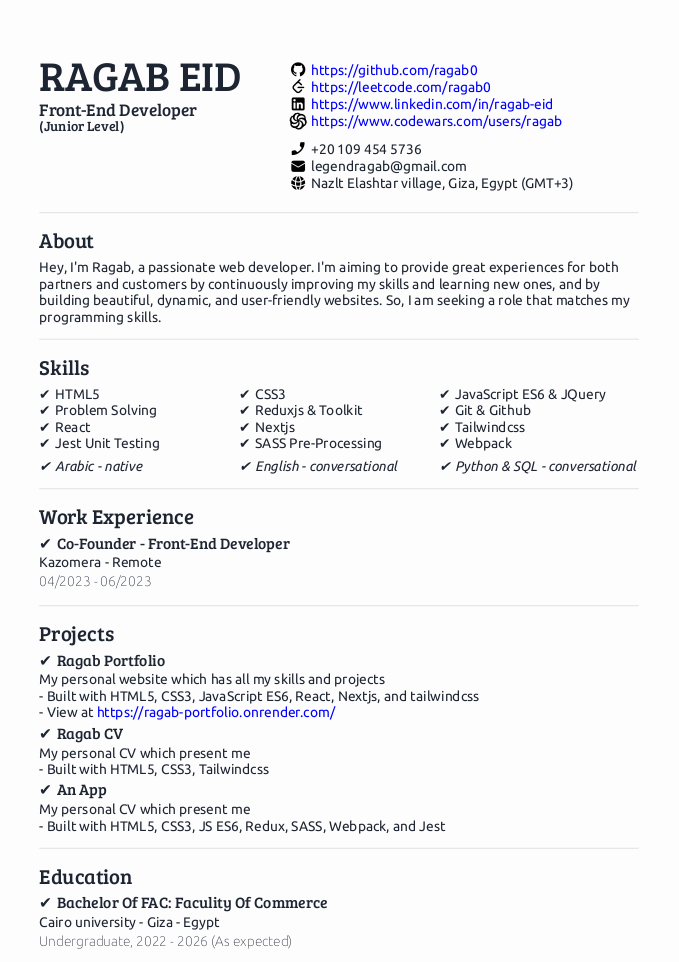 RAGAB EID
Front-End Developer
(Junior Level)
https://github.com/ragab0
https://leetcode.com/ragab0
https://www.linkedin.com/in/ragab-eid
https://www.codewars.com/users/ragab
+20 109 454 5736
legendragab@gmail.com
Nazlt Elashtar village, Giza, Egypt (GMT+3)
About
Hey, I'm Ragab, a passionate web developer. I'm aiming to provide great experiences for both
partners and customers by continuously improving my skills and learning new ones, and by
building beautiful, dynamic, and user-friendly websites. So, I am seeking a role that matches my
programming skills.
Skills
✔ HTML5 ✔ CSS3 ✔ JavaScript ES6 & JQuery
✔ Problem Solving ✔ Reduxjs & Toolkit ✔ Git & Github
✔ React ✔ Nextjs ✔ Tailwindcss
✔ Jest Unit Testing ✔ SASS Pre-Processing ✔ Webpack
✔ Arabic - native ✔ English - conversational ✔ Python & SQL - conversational
Work Experience
✔ Co-Founder - Front-End Developer
Kazomera - Remote
04/2023 - 06/2023
Projects
✔ Ragab Portfolio
My personal website which has all my skills and projects
- Built with HTML5, CSS3, JavaScript ES6, React, Nextjs, and tailwindcss
- View at https://ragab-portfolio.onrender.com/
✔ Ragab CV
My personal CV which present me
- Built with HTML5, CSS3, Tailwindcss
✔ An App
My personal CV which present me
- Built with HTML5, CSS3, JS ES6, Redux, SASS, Webpack, and Jest
Education
✔ Bachelor Of FAC: Faculity Of Commerce
Cairo university - Giza - Egypt
Undergraduate, 2022 - 2026 (As expected)